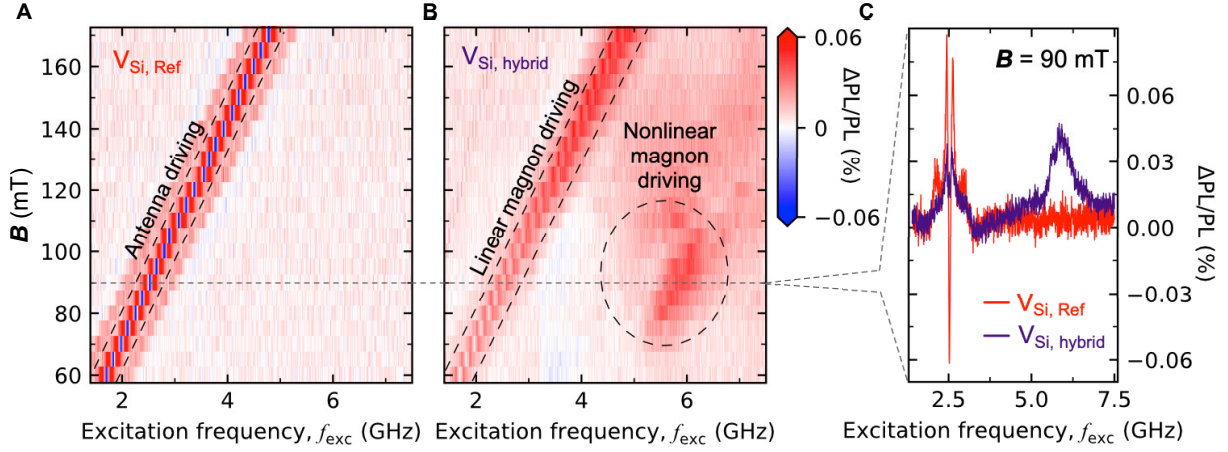 A
B
C
V_Si, Ref
Antenna driving
160
140
120
100
80
60
B (mT)
2
4
6
Excitation frequency, f_exc (GHz)
V_Si, hybrid
Linear magnon driving
Nonlinear
magnon
driving
2
4
6
Excitation frequency, f_exc (GHz)
0.06
0
−0.06
ΔPL/PL (%)
B = 90 mT
0.06
0.03
0.00
−0.03
−0.06
ΔPL/PL (%)
V_Si, Ref
V_Si, hybrid
2.5
5.0
7.5
Excitation frequency, f_exc (GHz)